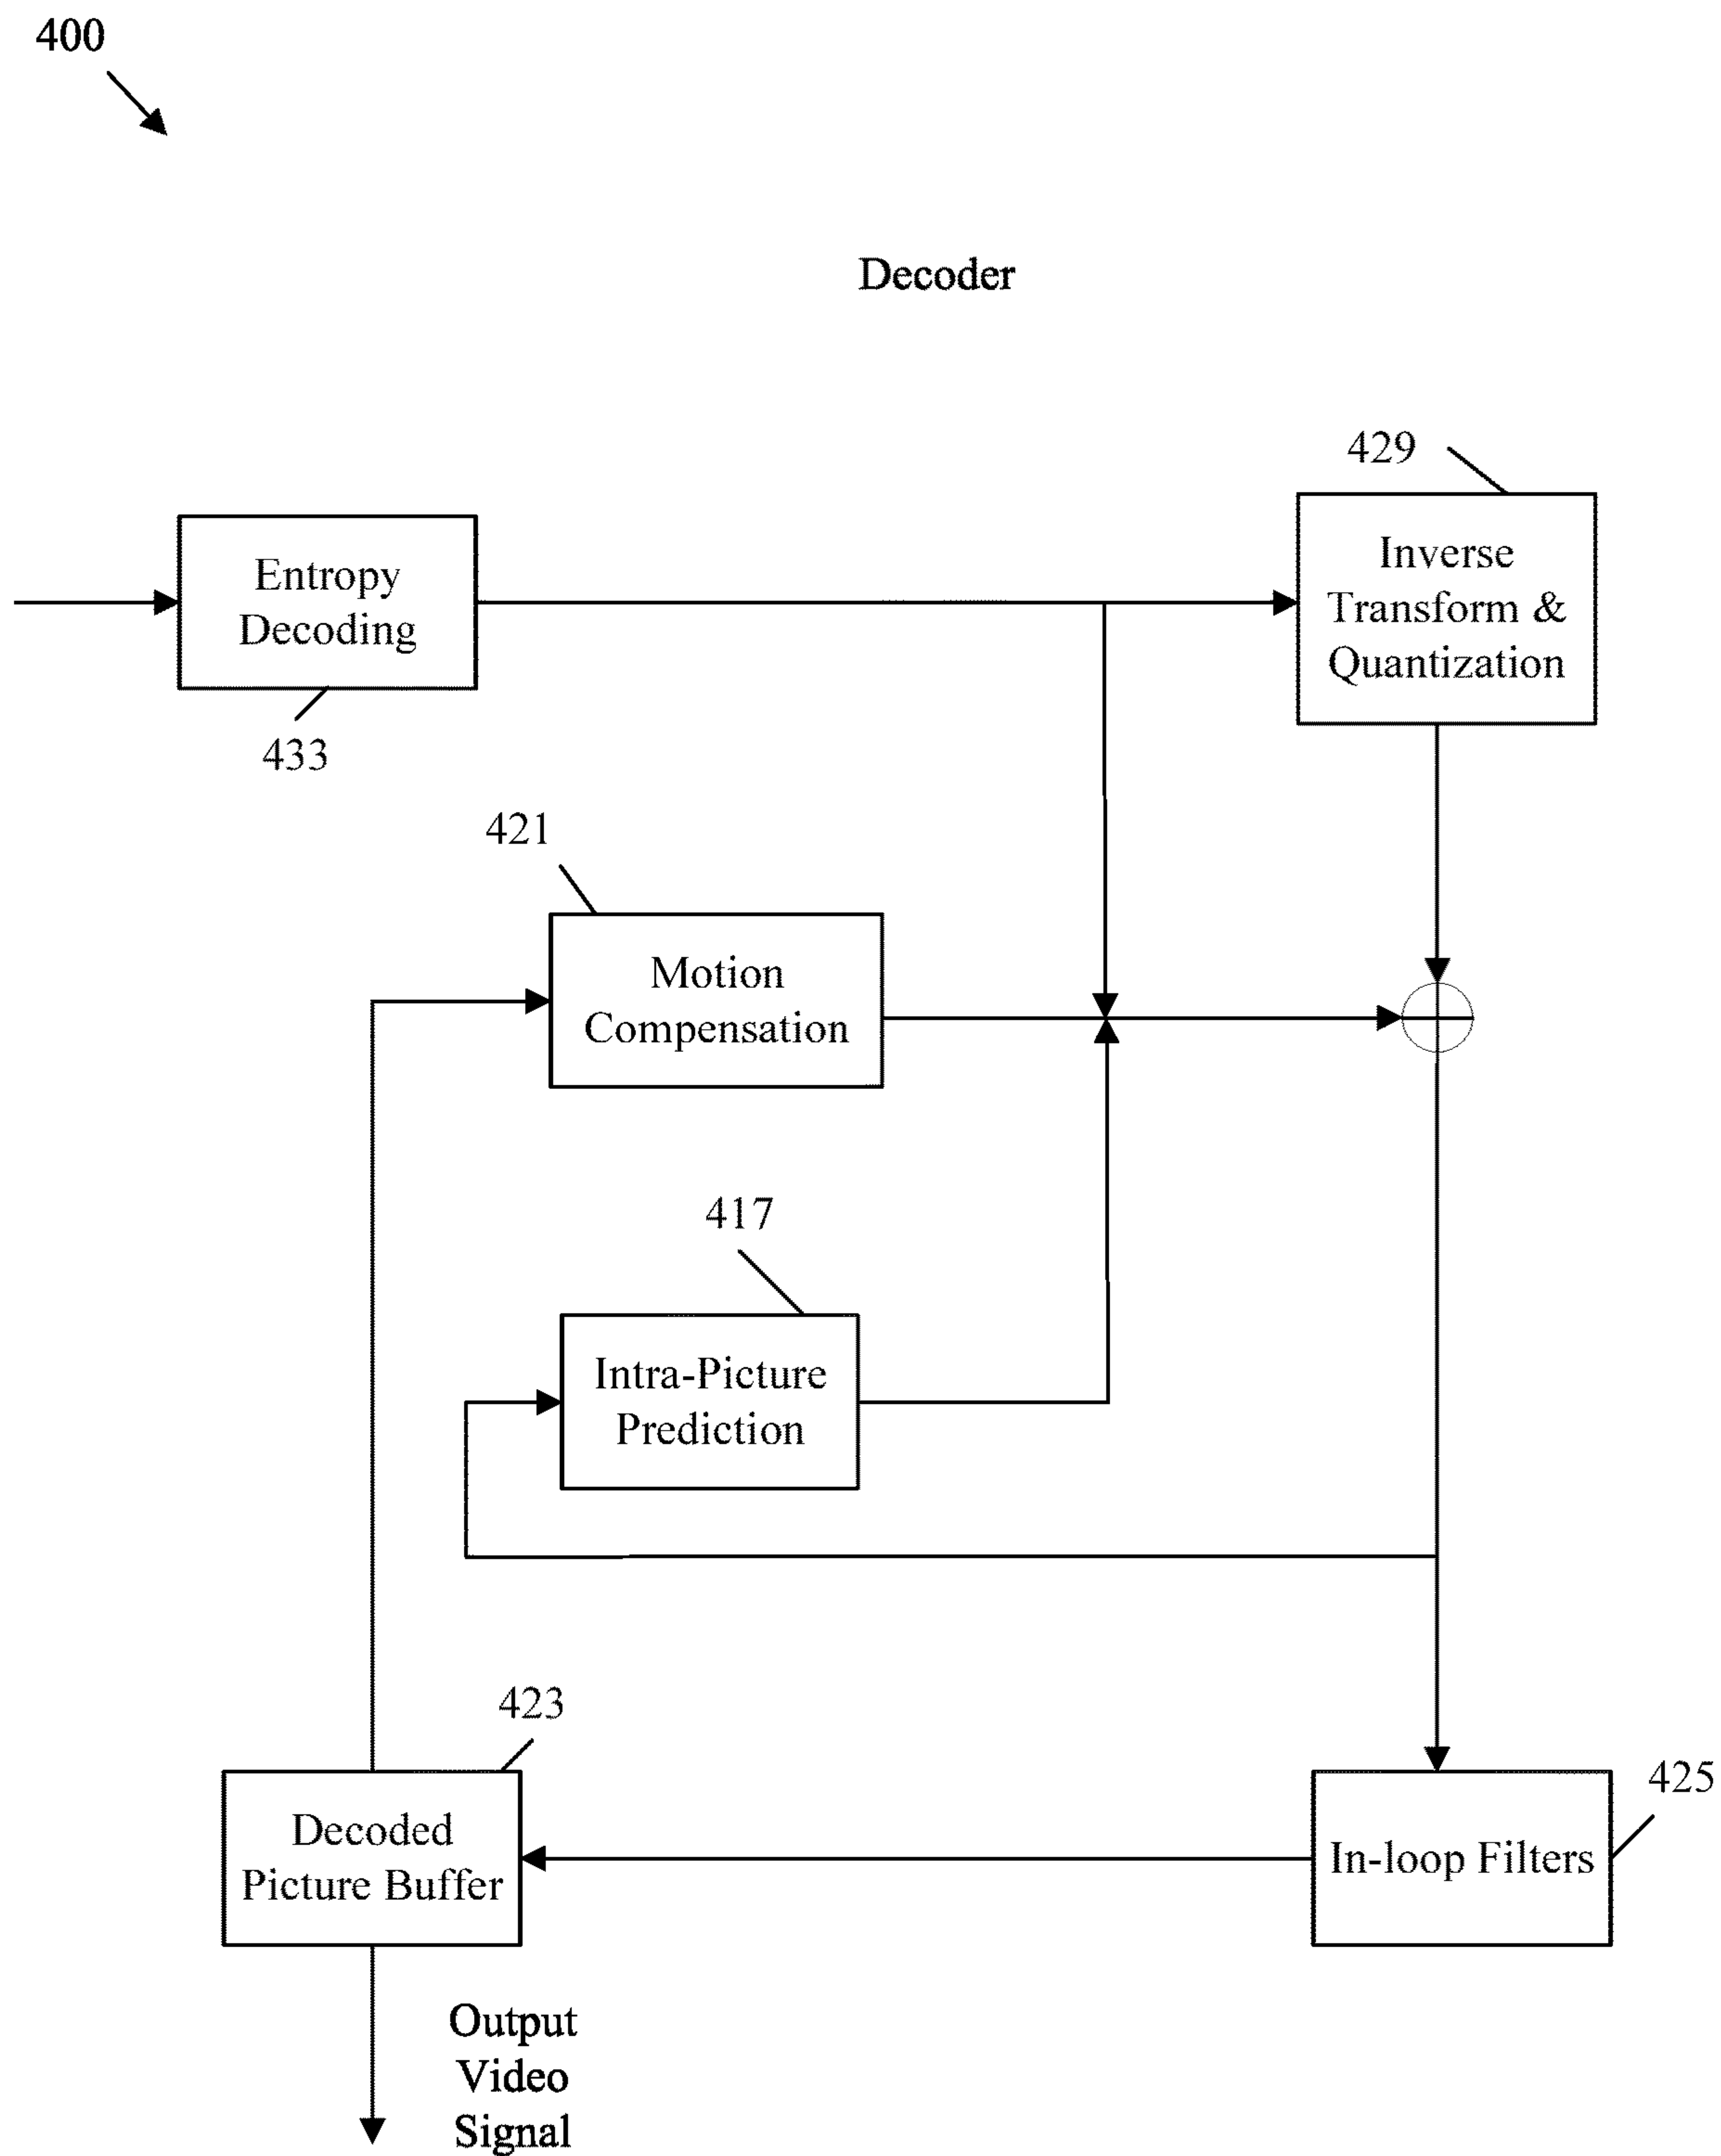 400
Decoder
429
Entropy
Decoding
Inverse
Transform &
Quantization
433
421
Motion
Compensation
417
Intra-Picture
Prediction
423
Decoded
Picture Buffer
425
In-loop Filters
Output
Video
Signal